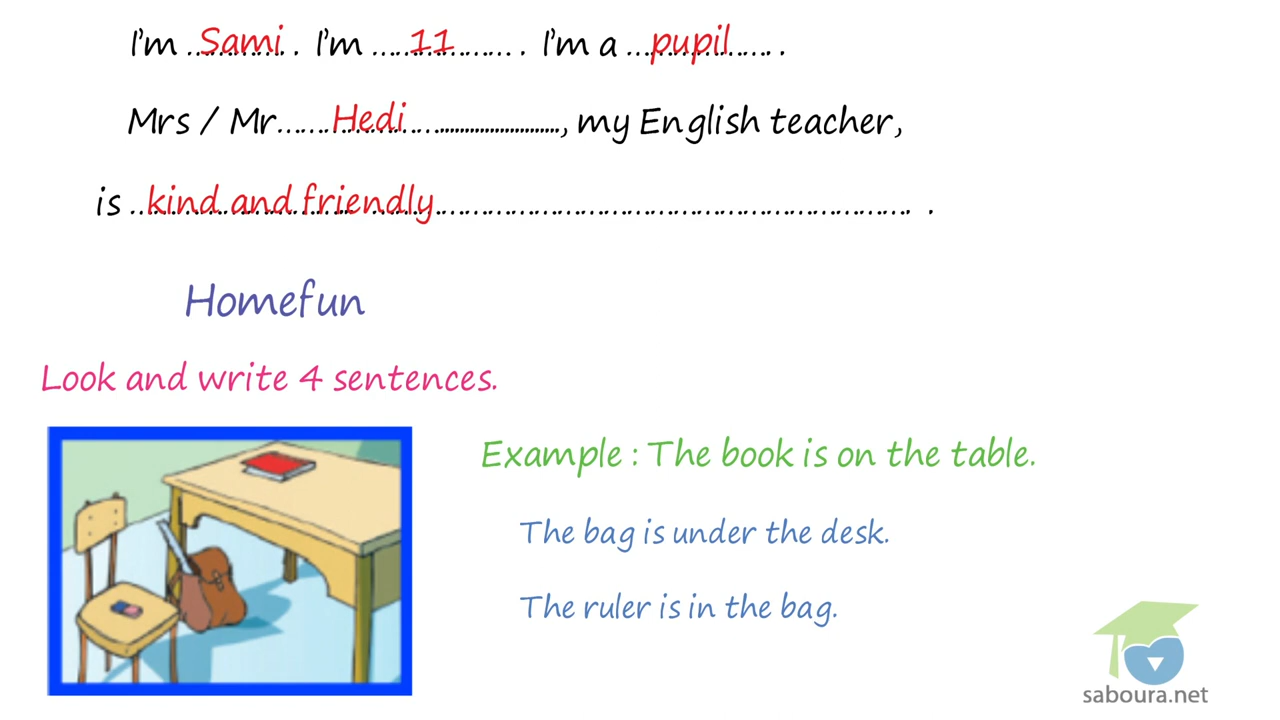 I'm ......Sami...... . I'm ......11...... . I'm a ......pupil...... .
Mrs / Mr......Hedi......, my English teacher,
is ......kind and friendly...... .
Homefun
Look and write 4 sentences.
Example : The book is on the table.
The bag is under the desk.
The ruler is in the bag.
saboura.net